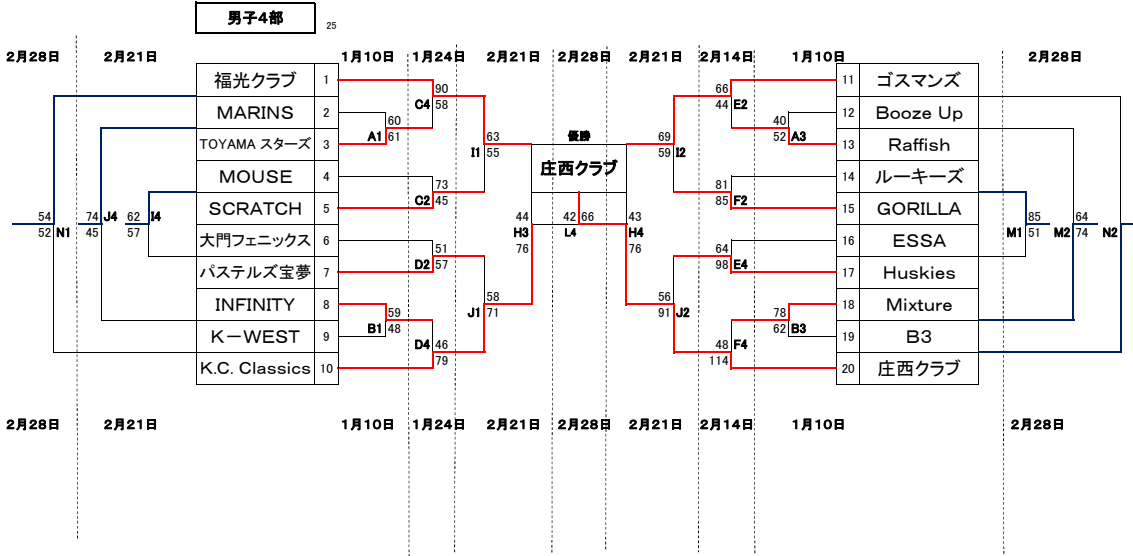 男子4部
25
2月28日 2月21日 1月10日 1月24日 2月21日 2月28日 2月21日 2月14日 1月10日 2月28日
福光クラブ 1
MARINS 2
TOYAMA スターズ 3
MOUSE 4
SCRATCH 5
大門フェニックス 6
パステルズ宝夢 7
INFINITY 8
K－WEST 9
K.C. Classics 10
54
52 N1
74 J4
45
62 I4
57
90
C4 58
60
A1 61
63
I1 55
73
C2 45
51
D2 57
58
J1 71
59
B1 48
46
D4 79
優勝
庄西クラブ
44
H3
76
42 66
L4
43
H4
76
69
59 I2
66
44 E2
40
52 A3
81
85 F2
64
98 E4
56
91 J2
78
62 B3
48
114 F4
11 ゴスマンズ
12 Booze Up
13 Raffish
14 ルーキーズ
15 GORILLA
16 ESSA
17 Huskies
18 Mixture
19 B3
20 庄西クラブ
85
M1 51
64
M2 74
N2
2月28日 2月21日 1月10日 1月24日 2月21日 2月28日 2月21日 2月14日 1月10日 2月28日